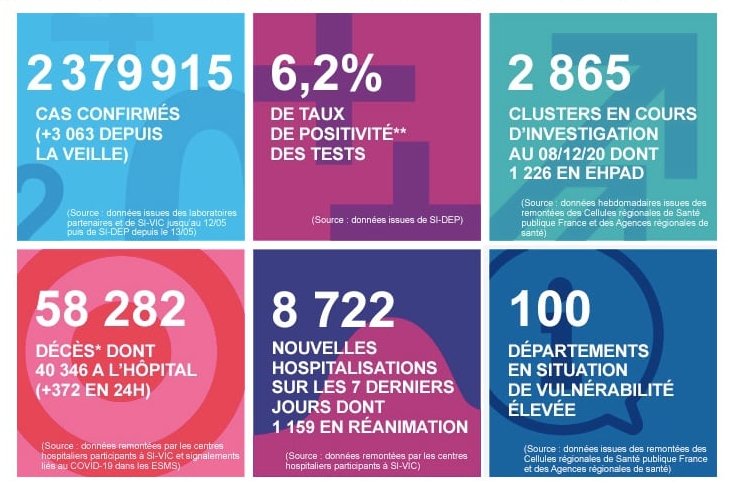 2 379 915
CAS CONFIRMÉS
(+3 063 DEPUIS
LA VEILLE)
(Source : données issues des laboratoires
partenaires et de SI-VIC jusqu'au 12/05
puis de SI-DEP depuis le 13/05)
6,2%
DE TAUX
DE POSITIVITÉ**
DES TESTS
(Source : données issues de SI-DEP)
2 865
CLUSTERS EN COURS
D'INVESTIGATION
AU 08/12/20 DONT
1 226 EN EHPAD
(Source : données hebdomadaires issues des
remontées des Cellules régionales de Santé
publique France et des Agences régionales de
santé)
58 282
DÉCÈS* DONT
40 346 A L'HÔPITAL
(+372 EN 24H)
(Source : données remontées par les centres
hospitaliers participants à SI-VIC et signalements
liés au COVID-19 dans les ESMS)
8 722
NOUVELLES
HOSPITALISATIONS
SUR LES 7 DERNIERS
JOURS DONT
1 159 EN RÉANIMATION
(Source : données remontées par les centres
hospitaliers participants à SI-VIC)
100
DÉPARTEMENTS
EN SITUATION
DE VULNÉRABILITÉ
ÉLEVÉE
(Source : données issues des remontées des
Cellules régionales de Santé publique France
et des Agences régionales de santé)